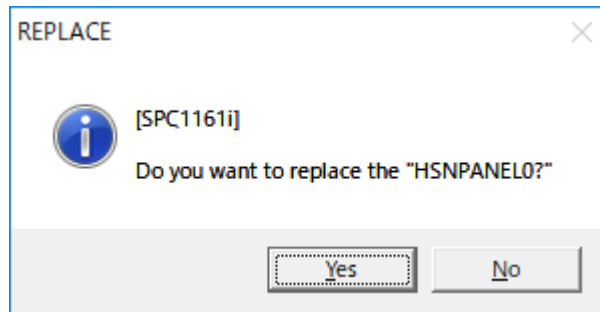 REPLACE
[SPC1161i]
Do you want to replace the "HSNPANEL0?"
Yes
No